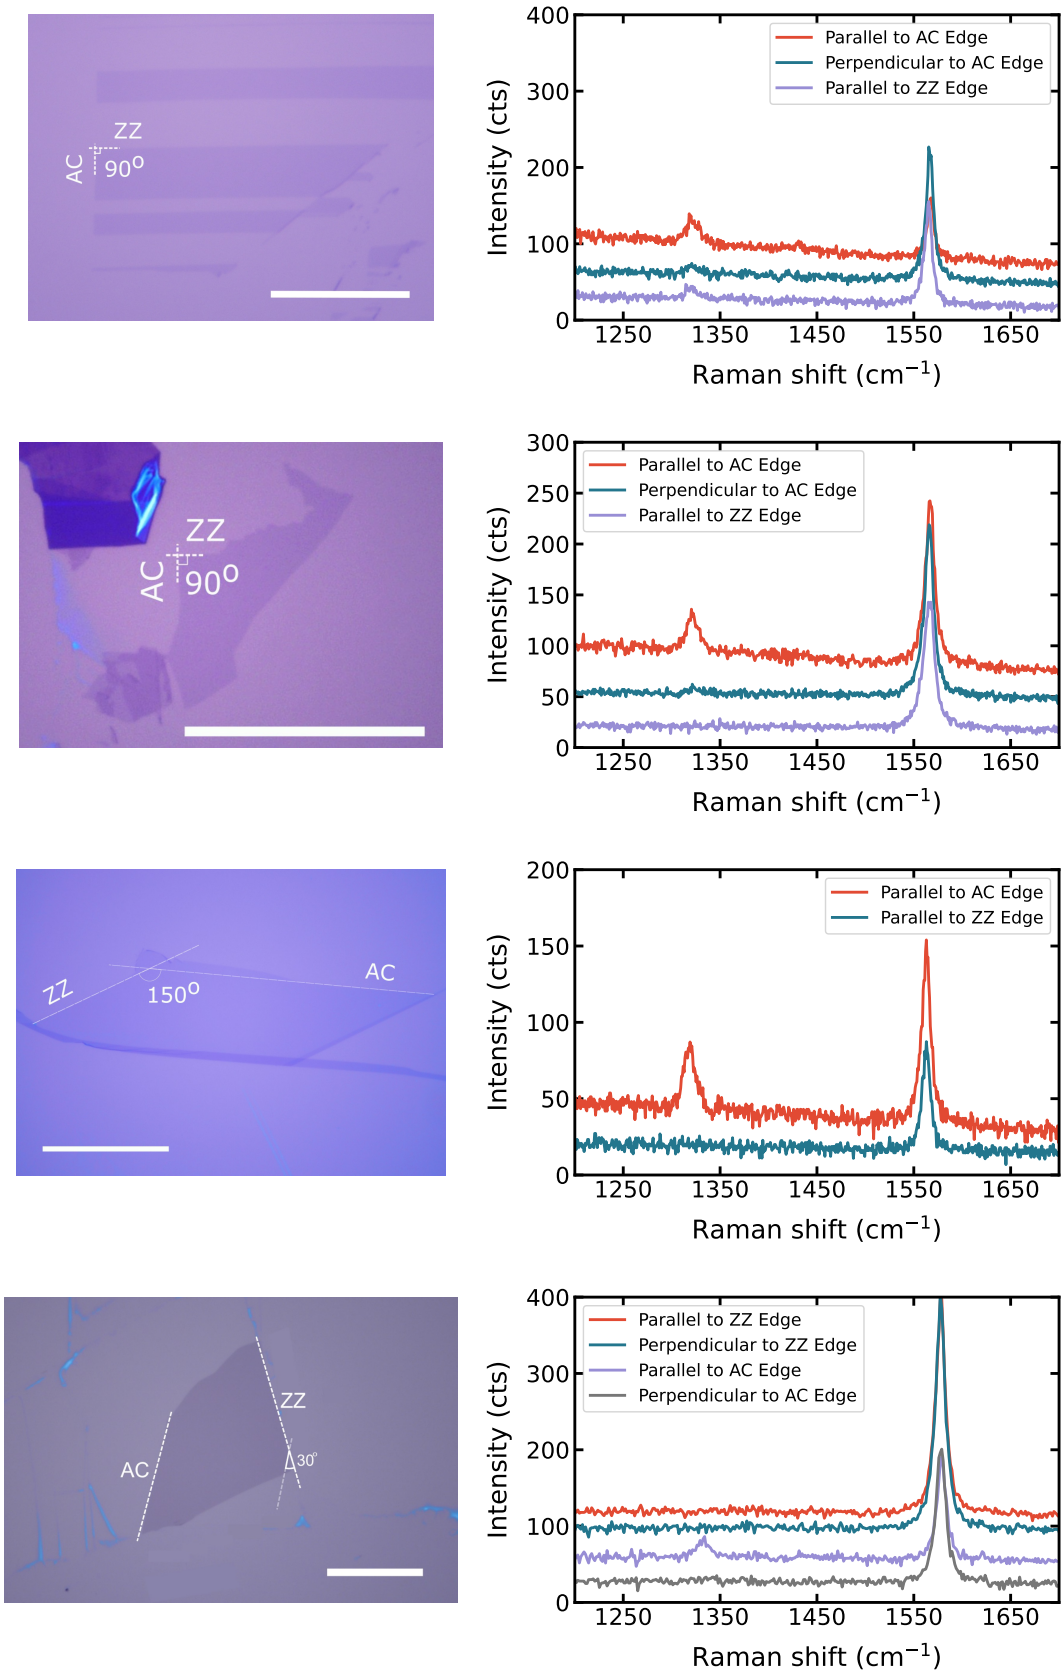 ZZ
AC
90o
400
300
200
100
0
Intensity (cts)
Parallel to AC Edge
Perpendicular to AC Edge
Parallel to ZZ Edge
1250 1350 1450 1550 1650
Raman shift (cm−1)
ZZ
AC
90o
300
250
200
150
100
50
0
Intensity (cts)
Parallel to AC Edge
Perpendicular to AC Edge
Parallel to ZZ Edge
1250 1350 1450 1550 1650
Raman shift (cm−1)
ZZ
AC
150o
200
150
100
50
0
Intensity (cts)
Parallel to AC Edge
Parallel to ZZ Edge
1250 1350 1450 1550 1650
Raman shift (cm−1)
ZZ
AC
30o
400
300
200
100
0
Intensity (cts)
Parallel to ZZ Edge
Perpendicular to ZZ Edge
Parallel to AC Edge
Perpendicular to AC Edge
1250 1350 1450 1550 1650
Raman shift (cm−1)